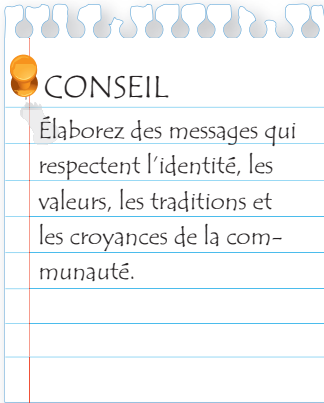 CONSEIL
Élaborez des messages qui
respectent l'identité, les
valeurs, les traditions et
les croyances de la com-
munauté.